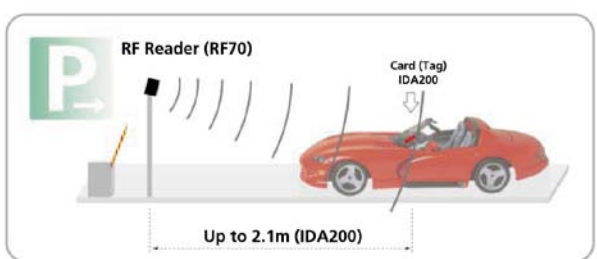 P
RF Reader (RF70)
Card (Tag)
IDA200
Up to 2.1m (IDA200)